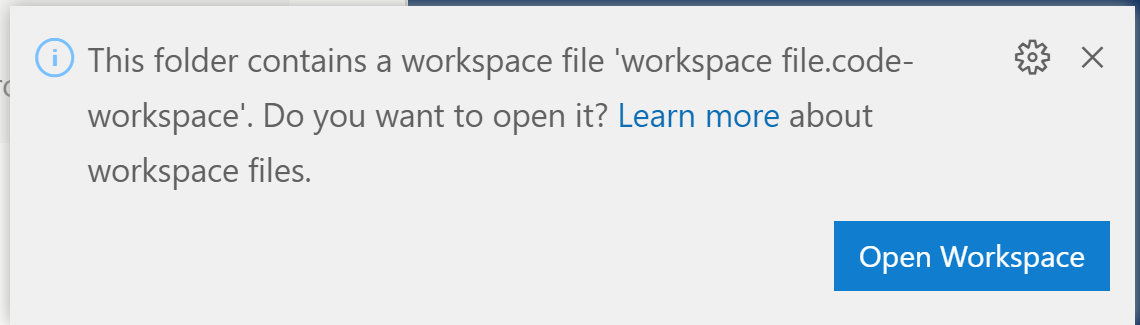 This folder contains a workspace file 'workspace file.code-
workspace'. Do you want to open it? Learn more about
workspace files.
Open Workspace